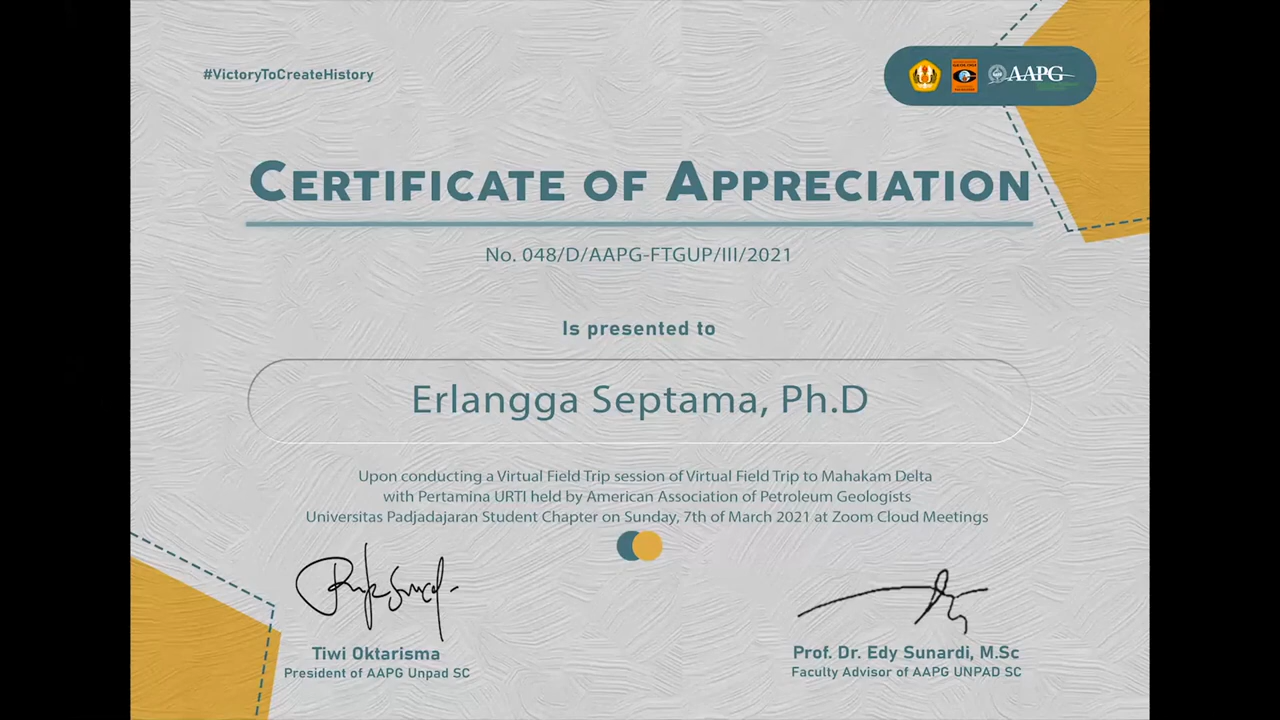 #VictoryToCreateHistory
AAPG
CERTIFICATE OF APPRECIATION
No. 048/D/AAPG-FTGUP/III/2021
Is presented to
Erlangga Septama, Ph.D
Upon conducting a Virtual Field Trip session of Virtual Field Trip to Mahakam Delta
with Pertamina URTI held by American Association of Petroleum Geologists
Universitas Padjadajaran Student Chapter on Sunday, 7th of March 2021 at Zoom Cloud Meetings
Tiwi Oktarisma
President of AAPG Unpad SC
Prof. Dr. Edy Sunardi, M.Sc
Faculty Advisor of AAPG UNPAD SC